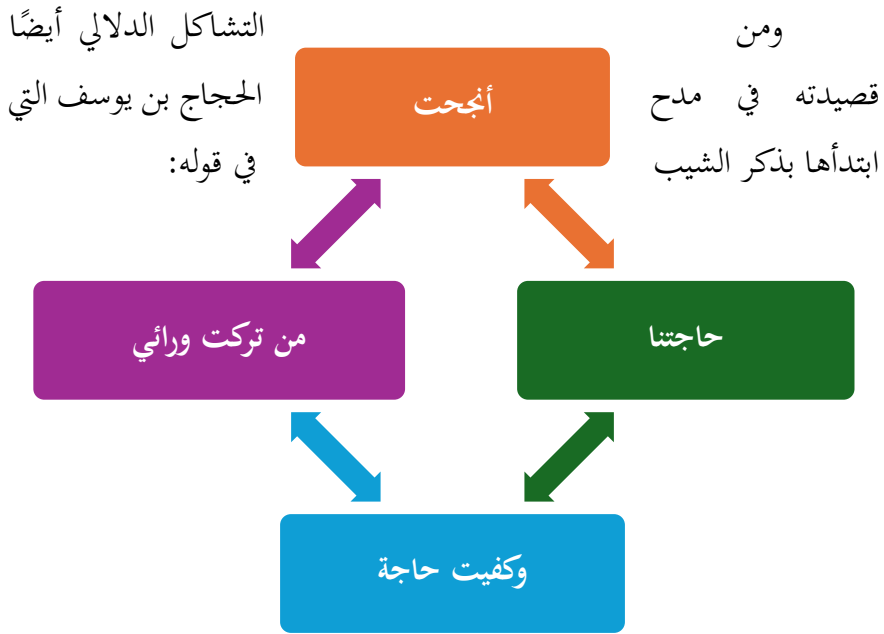 ومن التشاكل الدلالي أيضًا
قصيدته في مدح الحجاج بن يوسف التي
ابتدأها بذكر الشيب في قوله:
أنجحت
حاجتنا
من تركت ورائي
وكفيت حاجة